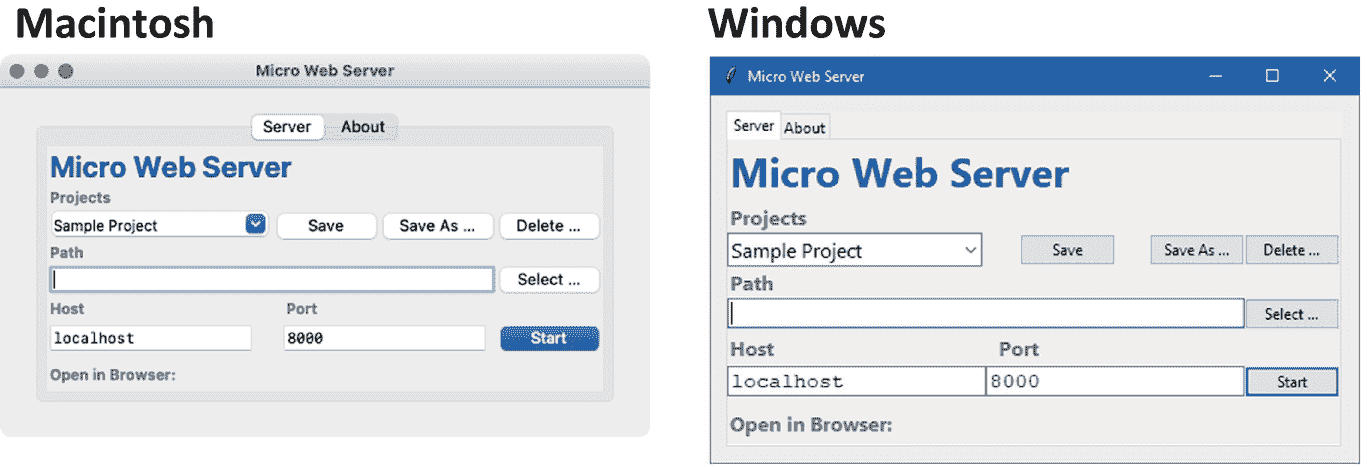 Macintosh
Micro Web Server
Server About
Micro Web Server
Projects
Sample Project Save Save As ... Delete ...
Path
Select ...
Host Port
localhost 8000 Start
Open in Browser:
Windows
Micro Web Server
Server About
Micro Web Server
Projects
Sample Project Save Save As ... Delete ...
Path
Select ...
Host Port
localhost 8000 Start
Open in Browser: